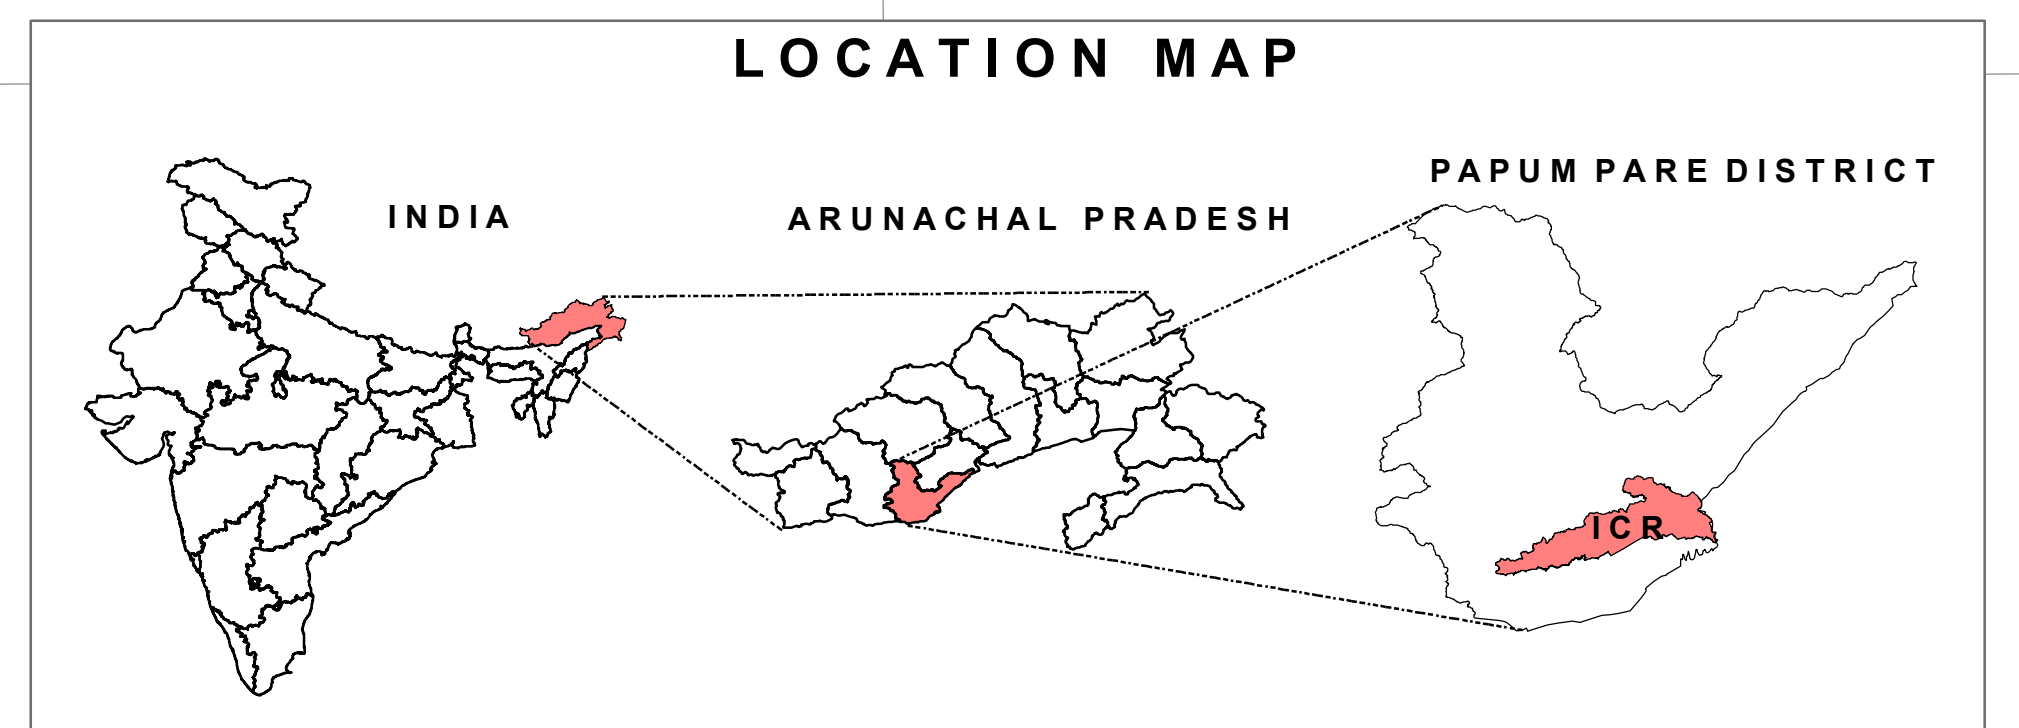 LOCATION MAP
PAPUM PARE DISTRICT
INDIA
ARUNACHAL PRADESH
ICR